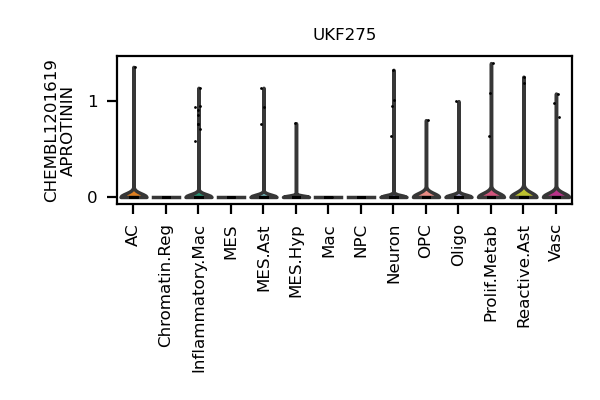 UKF275
CHEMBL1201619
APROTININ
1
0
AC
Chromatin.Reg
Inflammatory.Mac
MES
MES.Ast
MES.Hyp
Mac
NPC
Neuron
OPC
Oligo
Prolif.Metab
Reactive.Ast
Vasc